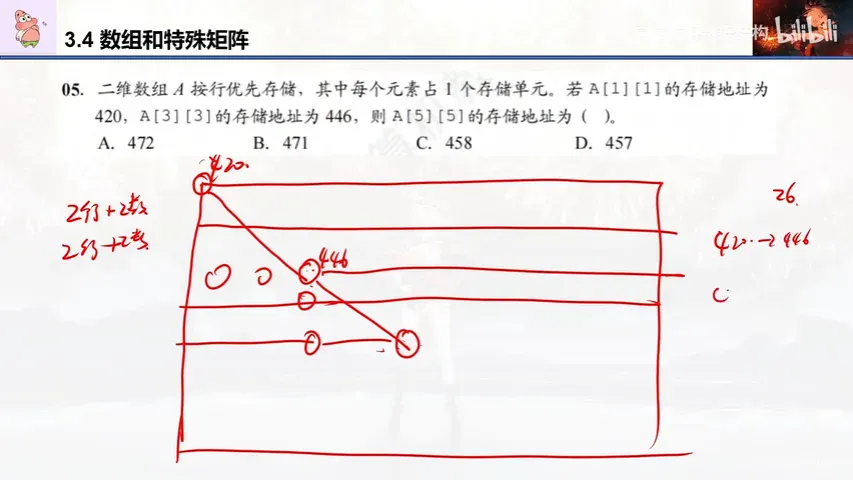 3.4 数组和特殊矩阵
构 bilibili
05. 二维数组 A 按行优先存储，其中每个元素占 1 个存储单元。若 A[1][1]的存储地址为
420，A[3][3]的存储地址为 446，则 A[5][5]的存储地址为（ ）。
A. 472 B. 471 C. 458 D. 457
420.
26.
2行+2数
420.→446
2行+2数
446